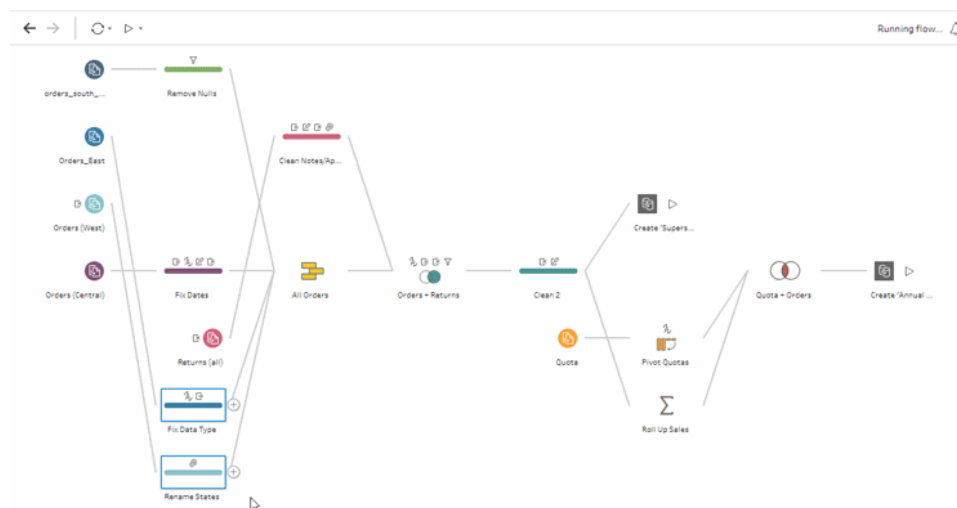 Running flow...
orders_south_...
Remove Nulls
Orders_East
Clean Notes/Ap...
Orders (West)
Create 'Supers...
Orders (Central)
Fix Dates
All Orders
Orders + Returns
Clean 2
Quota + Orders
Create 'Annual ...
Returns (all)
Quota
Pivot Quotas
Fix Data Type
Roll Up Sales
Rename States